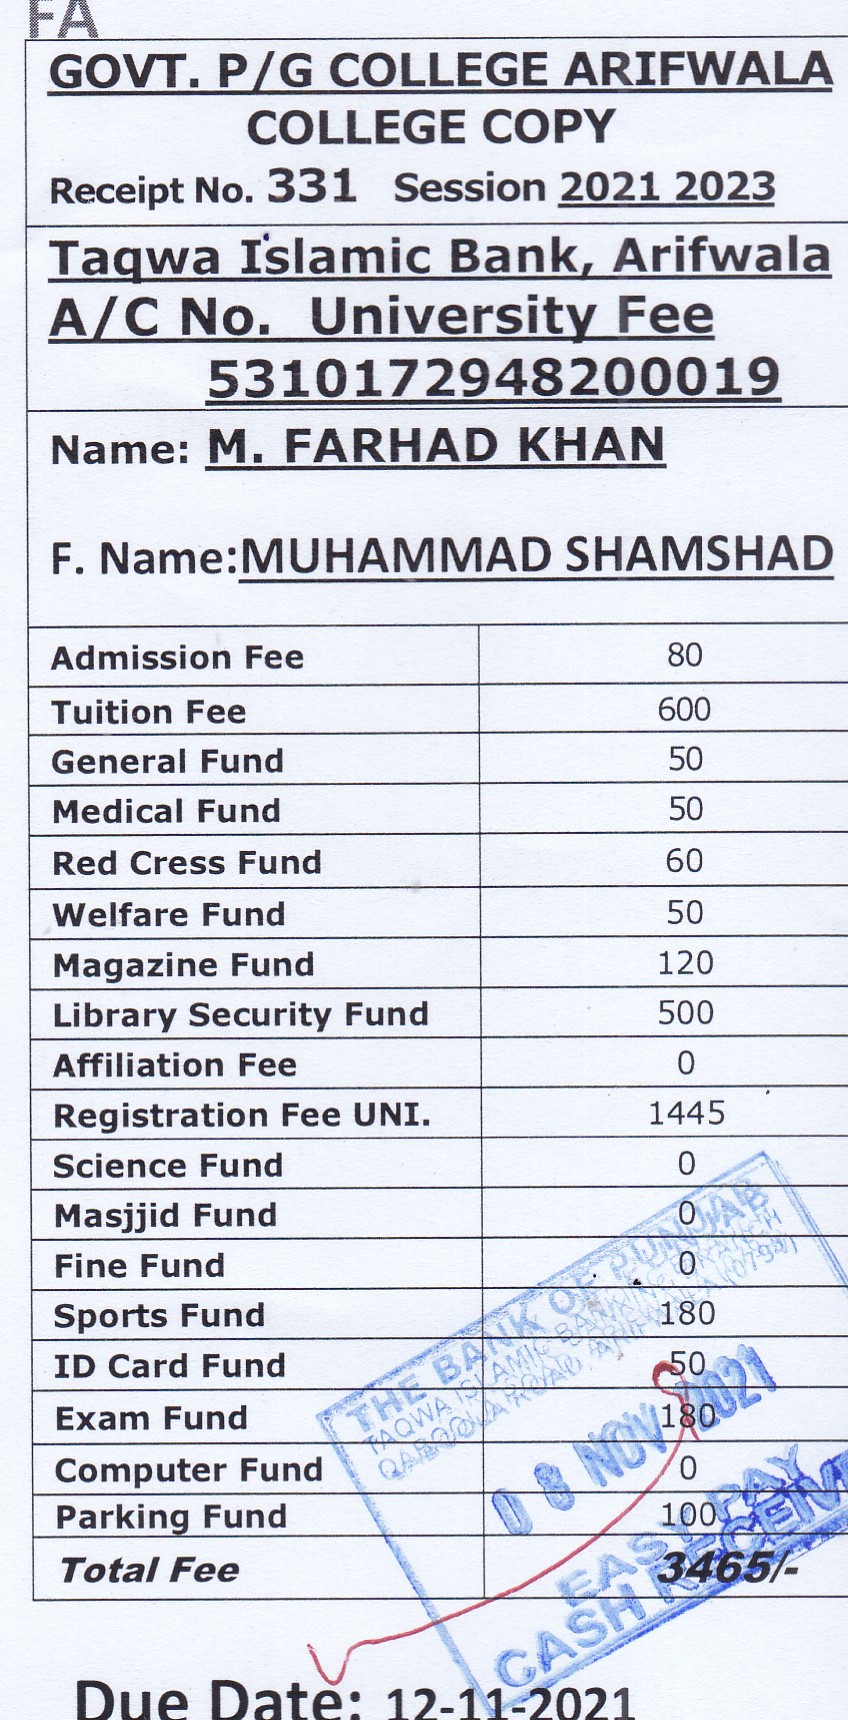 FA
GOVT. P/G COLLEGE ARIFWALA
COLLEGE COPY
Receipt No. 331 Session 2021 2023
Taqwa Islamic Bank, Arifwala
A/C No. University Fee
5310172948200019
Name: M. FARHAD KHAN
F. Name:MUHAMMAD SHAMSHAD
Admission Fee 80
Tuition Fee 600
General Fund 50
Medical Fund 50
Red Cress Fund 60
Welfare Fund 50
Magazine Fund 120
Library Security Fund 500
Affiliation Fee 0
Registration Fee UNI. 1445
Science Fund 0
Masjjid Fund 0
Fine Fund 0
Sports Fund 180
ID Card Fund 50
Exam Fund 180
Computer Fund 0
Parking Fund 100
Total Fee 3465/-
THE BANK OF PUNJAB
TAQWA ISLAMIC BANKING BRANCH
QABOOLA ROAD ARIFWALA (0799)
08 NOV 2021
EASY PAY
CASH RECEIVE
Due Date: 12-11-2021